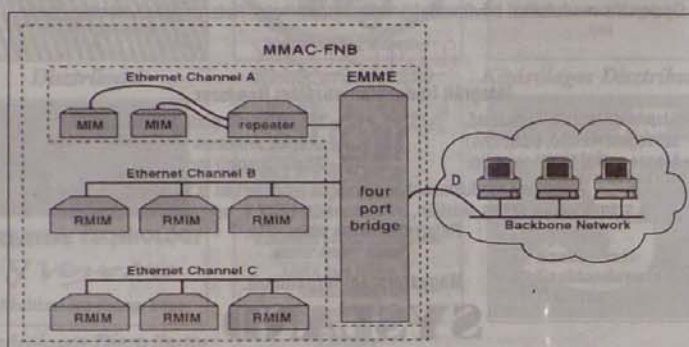 MMAC-FNB
Ethernet Channel A
EMME
MIM
MIM
repeater
Ethernet Channel B
RMIM
RMIM
RMIM
four
port
bridge
D
Backbone Network
Ethernet Channel C
RMIM
RMIM
RMIM